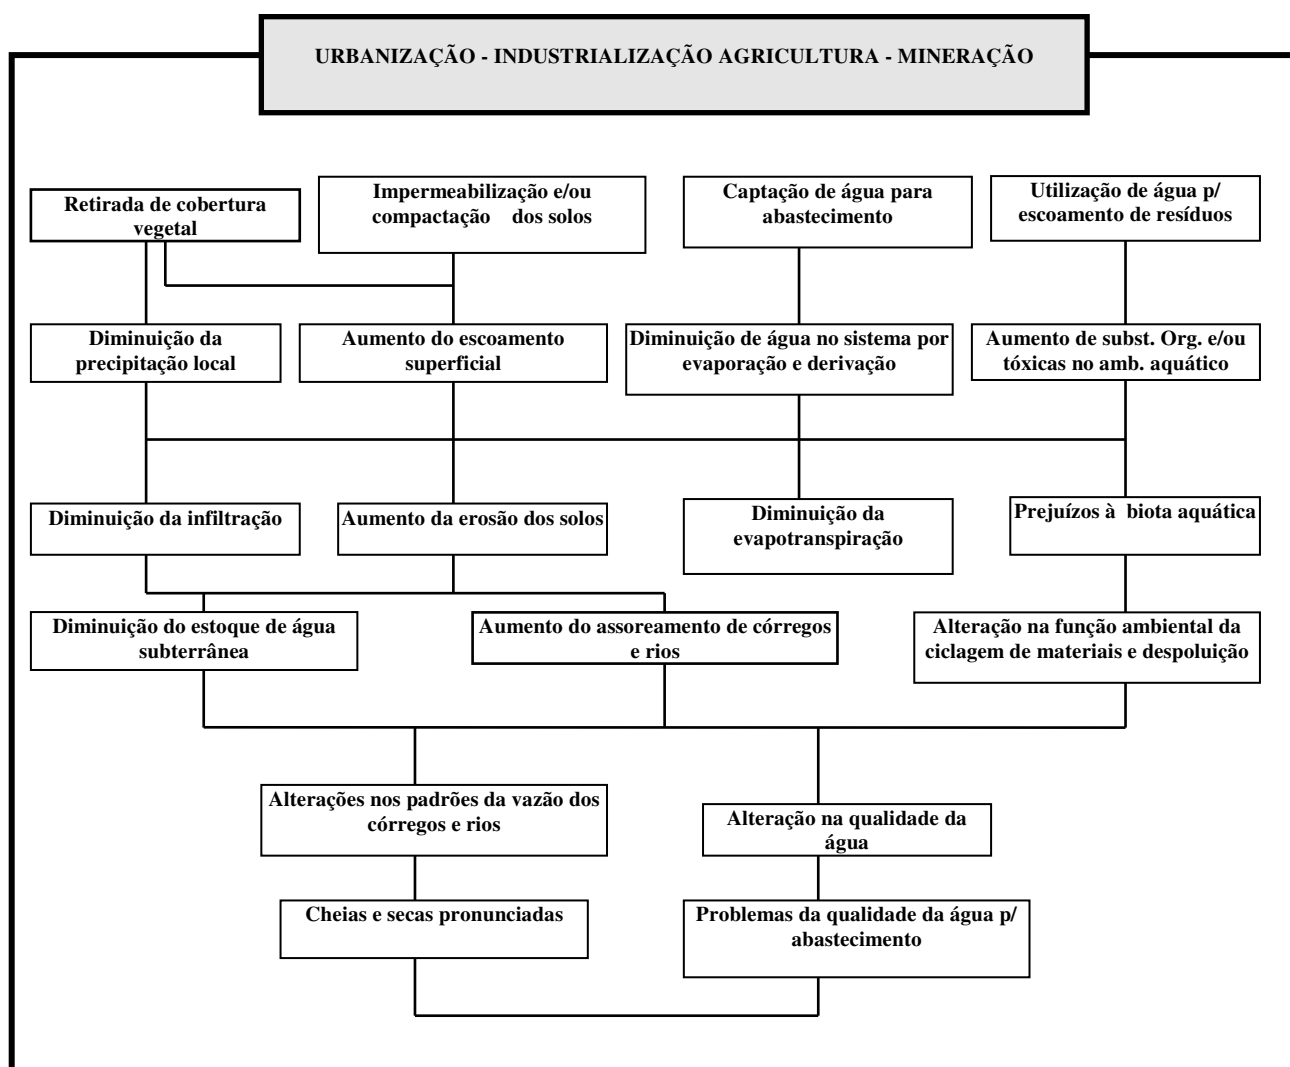 URBANIZAÇÃO - INDUSTRIALIZAÇÃO AGRICULTURA - MINERAÇÃO
Retirada de cobertura
vegetal
Impermeabilização e/ou
compactação dos solos
Captação de água para
abastecimento
Utilização de água p/
escoamento de resíduos
Diminuição da
precipitação local
Aumento do escoamento
superficial
Diminuição de água no sistema por
evaporação e derivação
Aumento de subst. Org. e/ou
tóxicas no amb. aquático
Diminuição da infiltração
Aumento da erosão dos solos
Diminuição da
evapotranspiração
Prejuízos à biota aquática
Diminuição do estoque de água
subterrânea
Aumento do assoreamento de córregos
e rios
Alteração na função ambiental da
ciclagem de materiais e despoluição
Alterações nos padrões da vazão dos
córregos e rios
Alteração na qualidade da
água
Cheias e secas pronunciadas
Problemas da qualidade da água p/
abastecimento